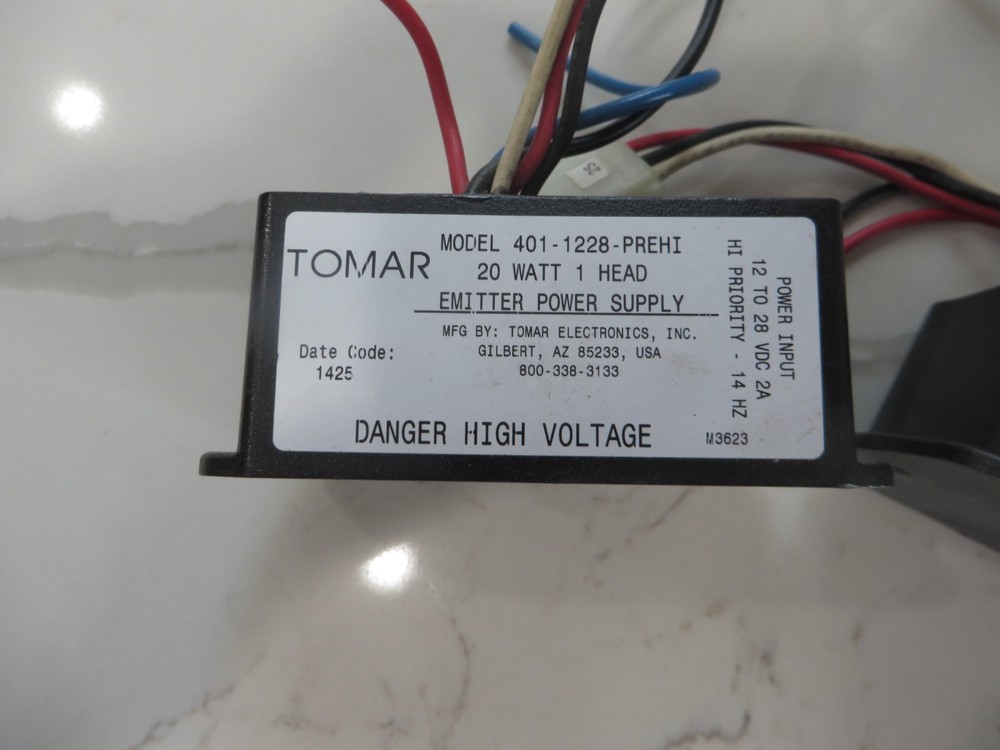 25
TOMAR
MODEL 401-1228-PREHI
20 WATT 1 HEAD
EMITTER POWER SUPPLY
MFG BY: TOMAR ELECTRONICS, INC.
GILBERT, AZ 85233, USA
800-338-3133
Date Code:
1425
DANGER HIGH VOLTAGE
M3623
POWER INPUT
12 TO 28 VDC 2A
HI PRIORITY - 14 HZ